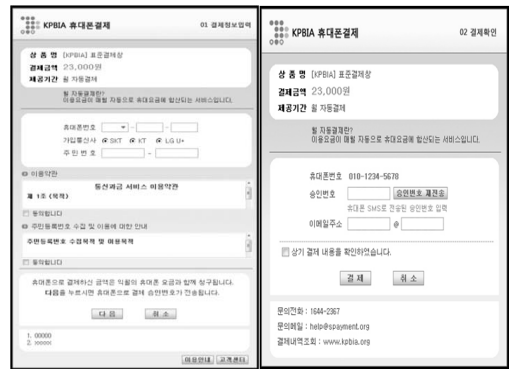 KPBIA 휴대폰결제
01 결제정보입력
상 품 명 [KPBIA] 표준결제창
결제금액 23,000원
제공기간 월 자동결제
월 자동결제란?
이용요금이 매월 자동으로 휴대요금에 합산되는 서비스입니다.
휴대폰번호 - -
가입통신사 SKT KT LG U+
주 민 번 호 -
이용약관
통신과금 서비스 이용약관
제 1조 (목적)
동의합니다
주민등록번호 수집 및 이용에 대한 안내
주민등록번호 수집목적 및 이용목적
동의합니다
휴대폰으로 결제하신 금액은 익월의 휴대폰 요금과 함께 청구됩니다.
다음을 누르시면 휴대폰으로 결제 승인번호가 전송됩니다.
다 음 취 소
1. 00000
2.
이용안내 고객센터
KPBIA 휴대폰결제
02 결제확인
상 품 명 [KPBIA] 표준결제창
결제금액 23,000원
제공기간 월 자동결제
월 자동결제란?
이용요금이 매월 자동으로 휴대요금에 합산되는 서비스입니다.
휴대폰번호 010-1234-5678
승인번호 승인번호 재전송
휴대폰 SMS로 전송된 승인번호 입력
이메일주소 @
상기 결제 내용을 확인하였습니다.
결 제 취 소
문의전화 : 1644-2367
문의메일 : help@spayment.org
결제내역조회 : www.kpbia.org